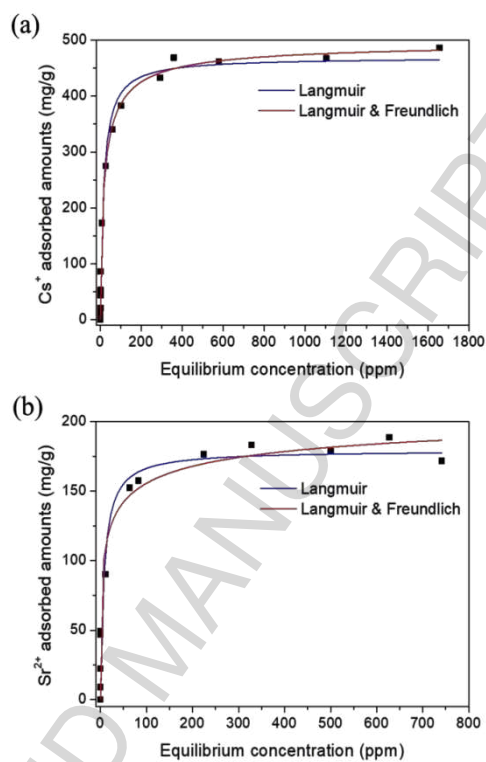 (a)
500
400
300
200
100
0
Cs+ adsorbed amounts (mg/g)
Langmuir
Langmuir & Freundlich
0 200 400 600 800 1000 1200 1400 1600 1800
Equilibrium concentration (ppm)
(b)
200
150
100
50
0
Sr2+ adsorbed amounts (mg/g)
Langmuir
Langmuir & Freundlich
0 100 200 300 400 500 600 700 800
Equilibrium concentration (ppm)
D MANUSCRIPT